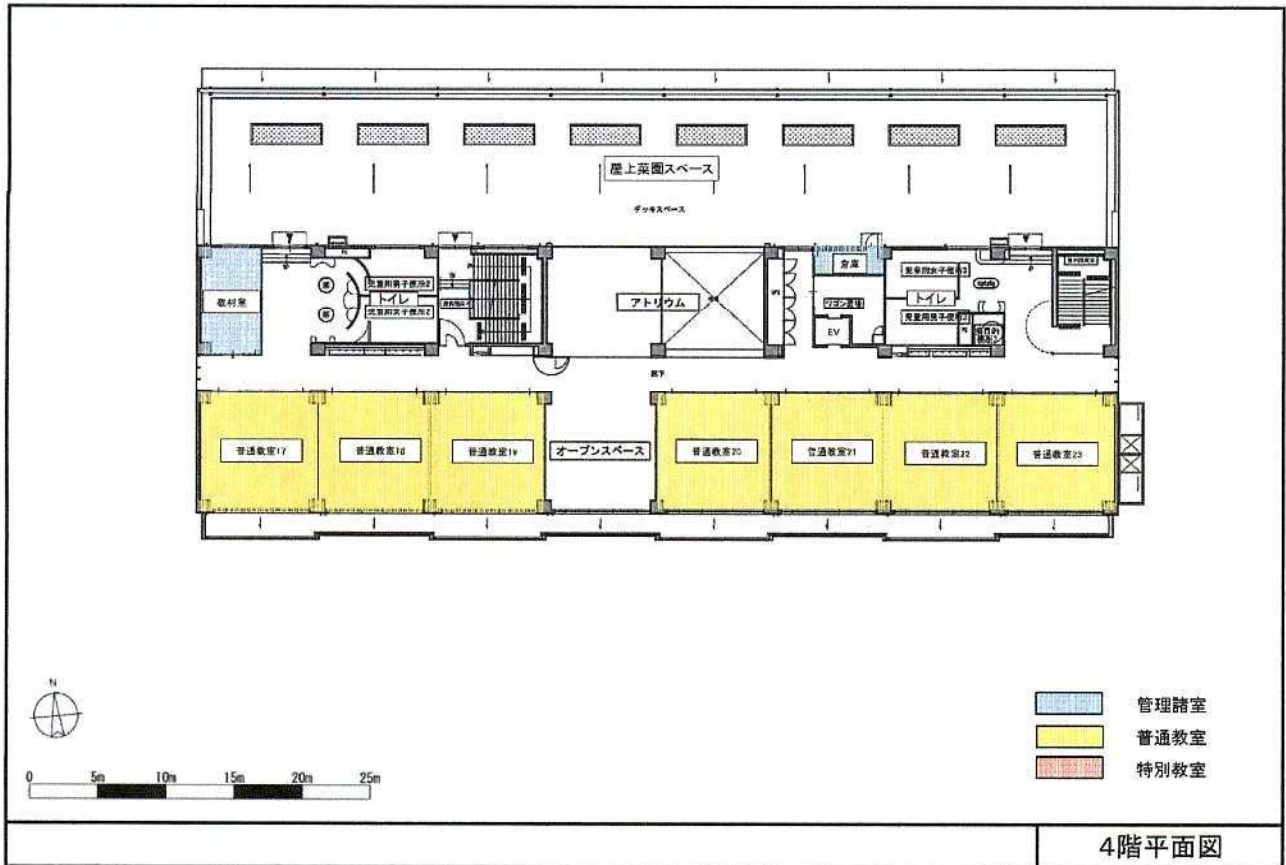 屋上菜園スペース
デッキスペース
教材室
児童用男子便所2
トイレ
児童用女子便所2
アトリウム
倉庫
ワゴン置場
EV
児童用女子便所3
トイレ
児童用男子便所3
廊下
普通教室17
普通教室18
普通教室19
オープンスペース
普通教室20
普通教室21
普通教室22
普通教室23
N
0 5m 10m 15m 20m 25m
管理諸室
普通教室
特別教室
4階平面図